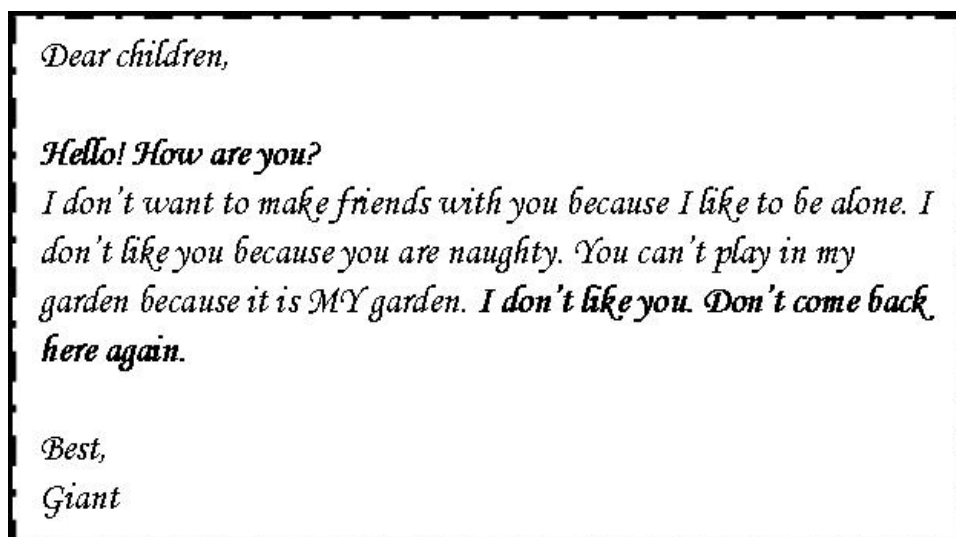 Dear children,
Hello! How are you?
I don't want to make friends with you because I like to be alone. I
don't like you because you are naughty. You can't play in my
garden because it is MY garden. I don't like you. Don't come back
here again.
Best,
Giant